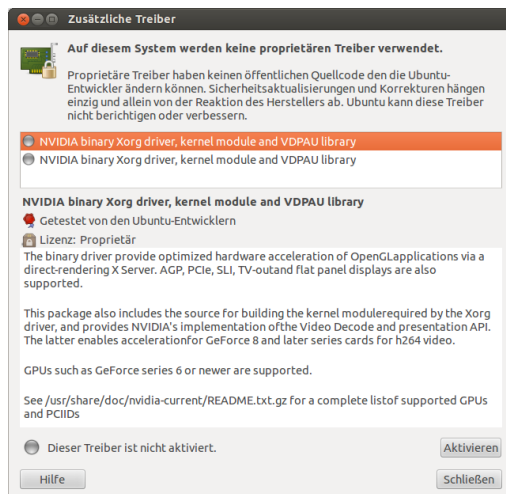 Zusätzliche Treiber
Auf diesem System werden keine proprietären Treiber verwendet.
Proprietäre Treiber haben keinen öffentlichen Quellcode den die Ubuntu-
Entwickler ändern können. Sicherheitsaktualisierungen und Korrekturen hängen
einzig und allein von der Reaktion des Herstellers ab. Ubuntu kann diese Treiber
nicht berichtigen oder verbessern.
NVIDIA binary Xorg driver, kernel module and VDPAU library
NVIDIA binary Xorg driver, kernel module and VDPAU library
NVIDIA binary Xorg driver, kernel module and VDPAU library
Getestet von den Ubuntu-Entwicklern
Lizenz: Proprietär
The binary driver provide optimized hardware acceleration of OpenGLapplications via a
direct-rendering X Server. AGP, PCIe, SLI, TV-outand flat panel displays are also
supported.
This package also includes the source for building the kernel modulerequired by the Xorg
driver, and provides NVIDIA's implementation ofthe Video Decode and presentation API.
The latter enables accelerationfor GeForce 8 and later series cards for h264 video.
GPUs such as GeForce series 6 or newer are supported.
See /usr/share/doc/nvidia-current/README.txt.gz for a complete listof supported GPUs
and PCIIDs
Dieser Treiber ist nicht aktiviert.
Aktivieren
Hilfe
Schließen